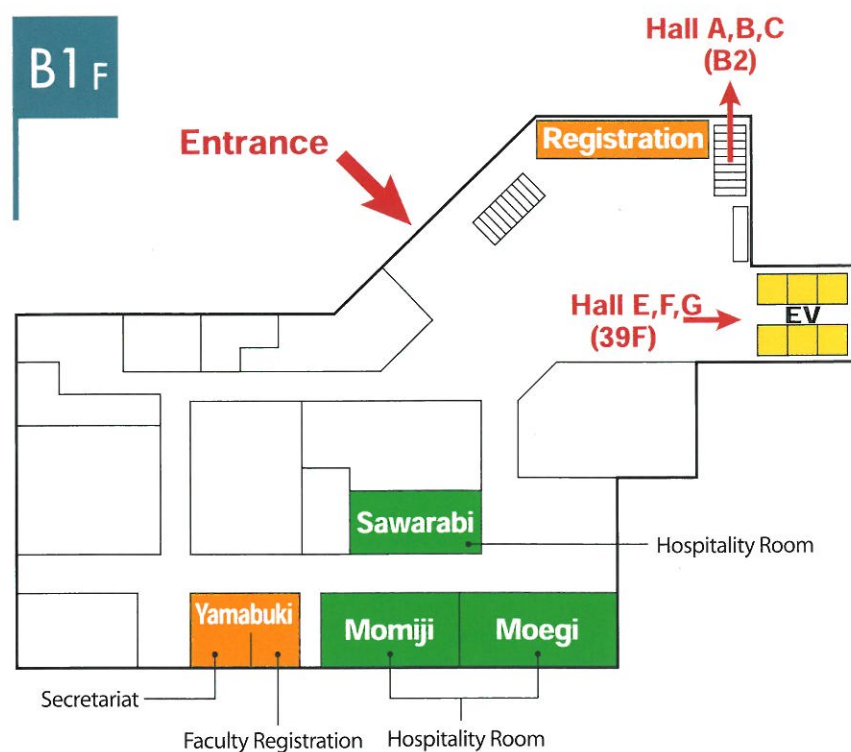 B1F
Hall A,B,C
(B2)
Entrance
Registration
Hall E,F,G
(39F)
EV
Sawarabi
Hospitality Room
Yamabuki
Momiji
Moegi
Secretariat
Faculty Registration
Hospitality Room